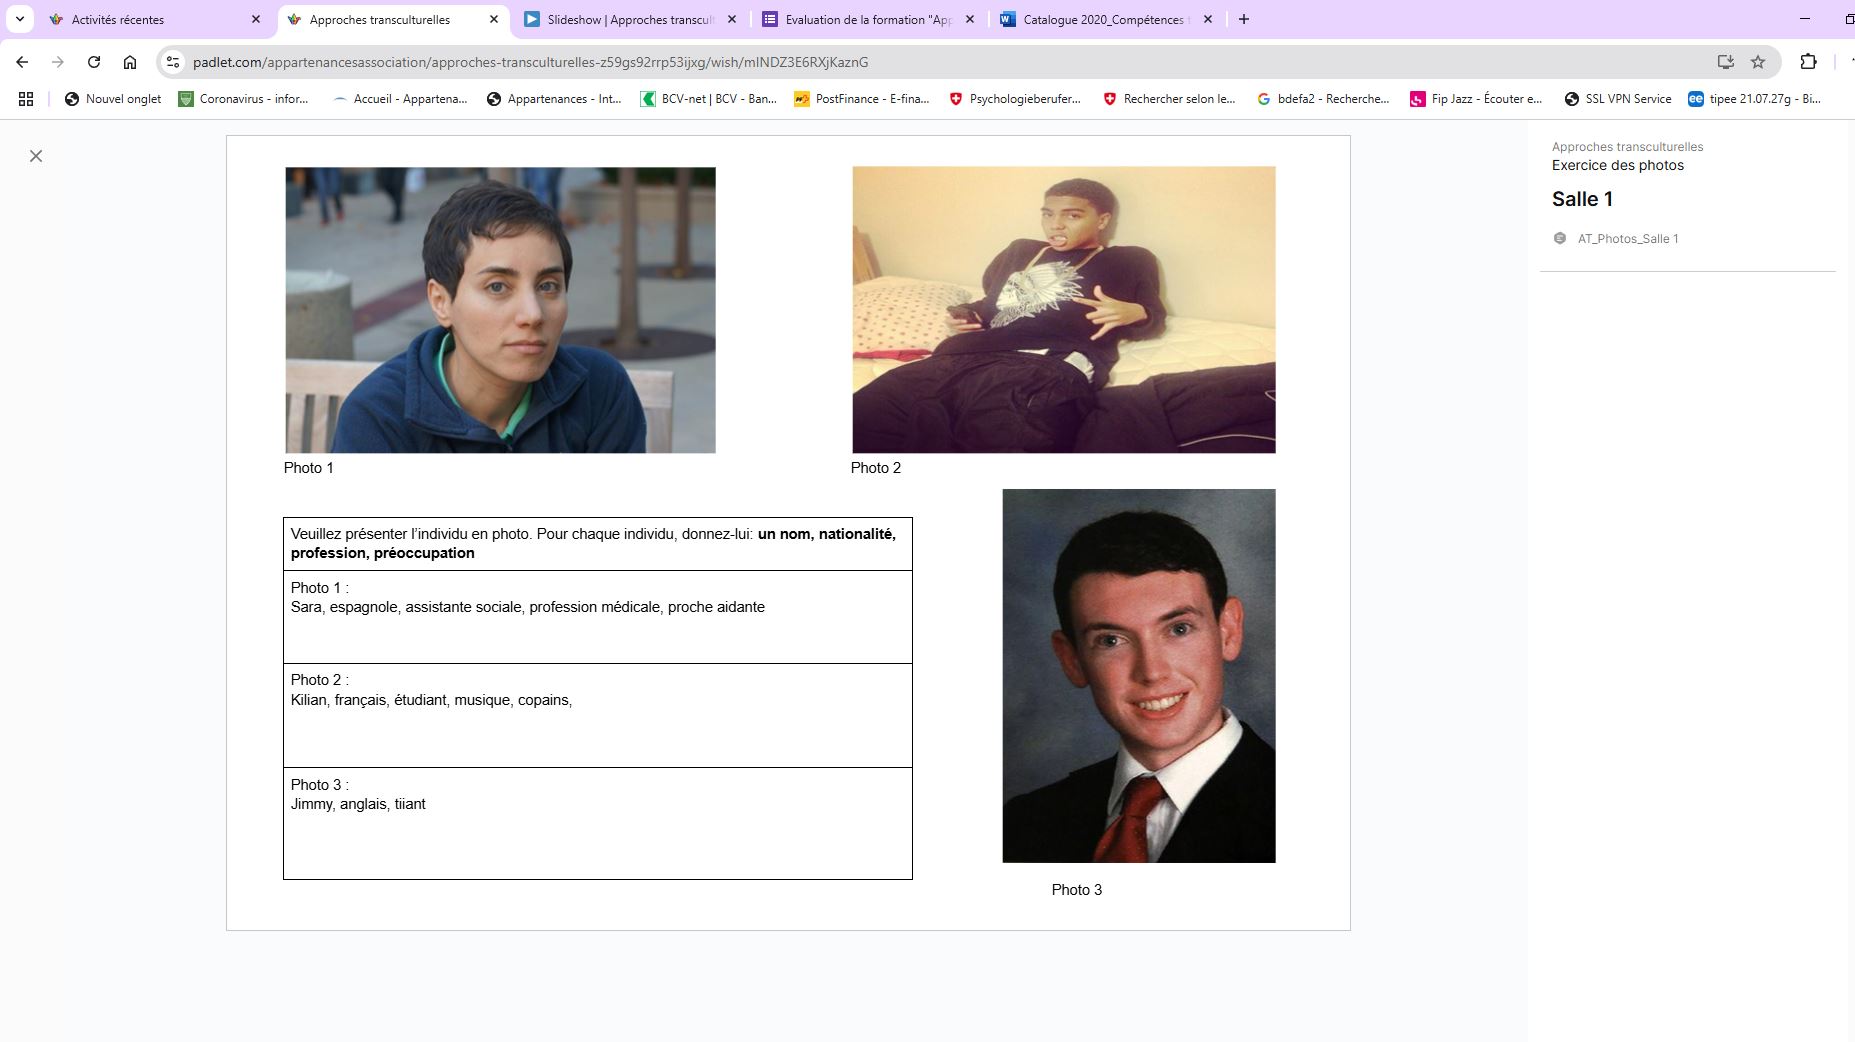 Activités récentes
Approches transculturelles
Slideshow | Approches transcult
Evaluation de la formation "App
Catalogue 2020_Compétences t
padlet.com/appartenancesassociation/approches-transculturelles-z59gs92rrp53ijxg/wish/mINDZ3E6RXjKaznG
Nouvel onglet
Coronavirus - infor...
Accueil - Appartena...
Appartenances - Int...
BCV-net | BCV - Ban...
PostFinance - E-fina...
Psychologieberufer...
Rechercher selon le...
bdefa2 - Recherche...
Fip Jazz - Écouter e...
SSL VPN Service
ee
tipee 21.07.27g - Bi...
Photo 1
Photo 2
Veuillez présenter l’individu en photo. Pour chaque individu, donnez-lui: un nom, nationalité,
profession, préoccupation
Photo 1 :
Sara, espagnole, assistante sociale, profession médicale, proche aidante
Photo 2 :
Kilian, français, étudiant, musique, copains,
Photo 3 :
Jimmy, anglais, tiiant
Photo 3
Approches transculturelles
Exercice des photos
Salle 1
AT_Photos_Salle 1